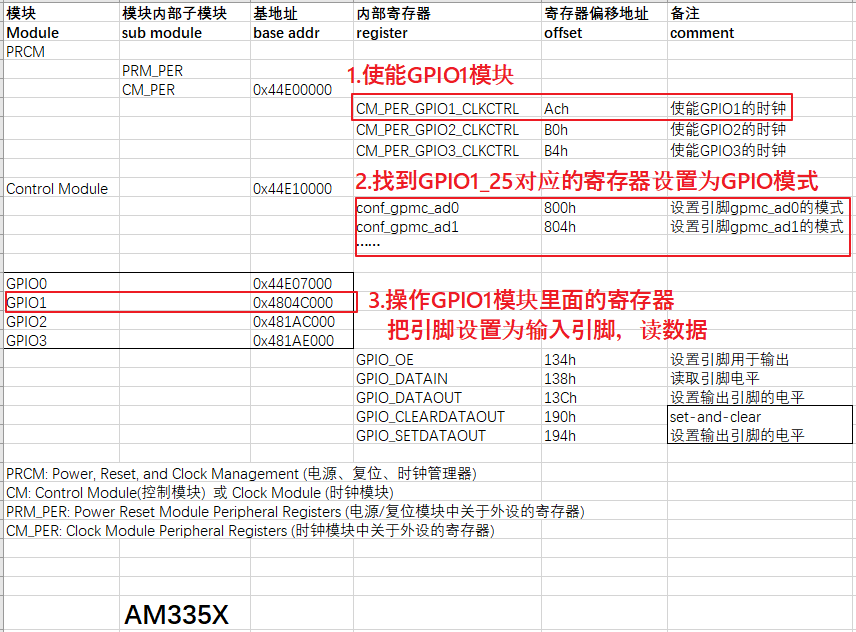 模块 模块内部子模块 基地址 内部寄存器 寄存器偏移地址 备注
Module sub module base addr register offset comment
PRCM
PRM_PER
1.使能GPIO1模块
CM_PER 0x44E00000
CM_PER_GPIO1_CLKCTRL Ach 使能GPIO1的时钟
CM_PER_GPIO2_CLKCTRL B0h 使能GPIO2的时钟
CM_PER_GPIO3_CLKCTRL B4h 使能GPIO3的时钟
2.找到GPIO1_25对应的寄存器设置为GPIO模式
Control Module 0x44E10000
conf_gpmc_ad0 800h 设置引脚gpmc_ad0的模式
conf_gpmc_ad1 804h 设置引脚gpmc_ad1的模式
......
GPIO0 0x44E07000
GPIO1 0x4804C000 3.操作GPIO1模块里面的寄存器
GPIO2 0x481AC000
把引脚设置为输入引脚，读数据
GPIO3 0x481AE000
GPIO_OE 134h 设置引脚用于输出
GPIO_DATAIN 138h 读取引脚电平
GPIO_DATAOUT 13Ch 设置输出引脚的电平
GPIO_CLEARDATAOUT 190h set-and-clear
GPIO_SETDATAOUT 194h 设置输出引脚的电平
PRCM: Power, Reset, and Clock Management (电源、复位、时钟管理器)
CM: Control Module(控制模块) 或 Clock Module (时钟模块)
PRM_PER: Power Reset Module Peripheral Registers (电源/复位模块中关于外设的寄存器)
CM_PER: Clock Module Peripheral Registers (时钟模块中关于外设的寄存器)
AM335X